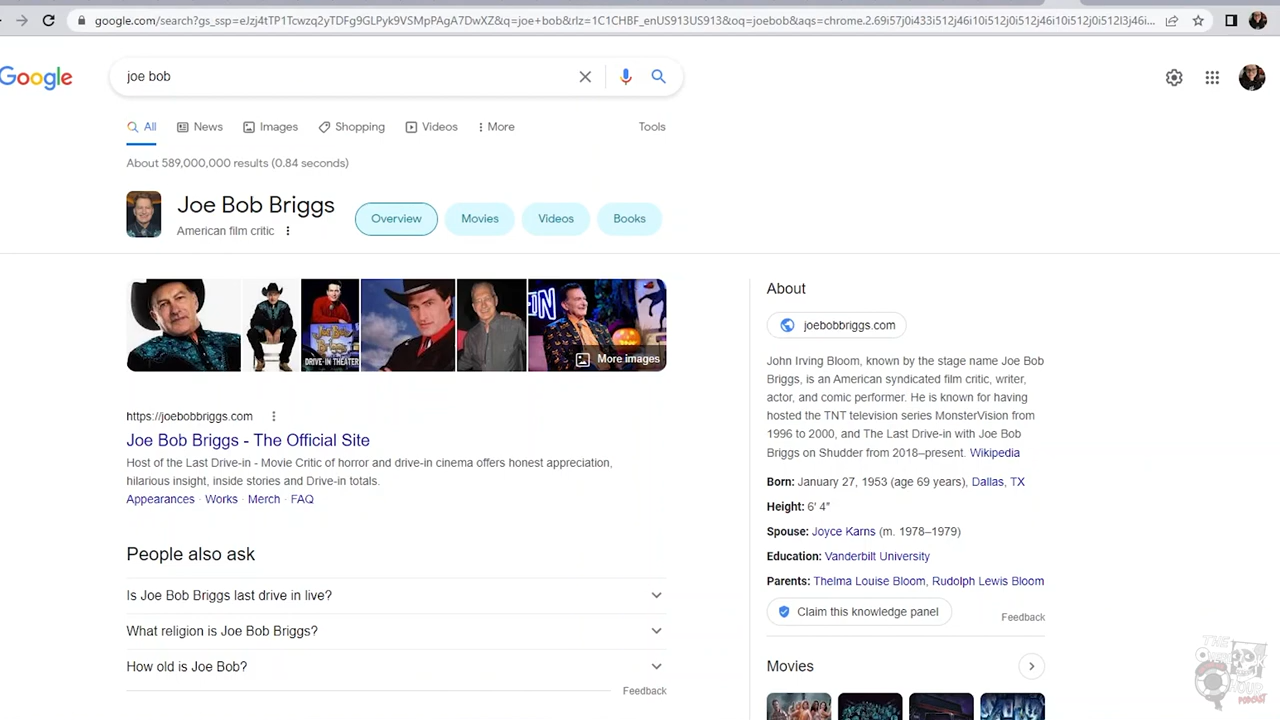 google.com/search?gs_ssp=eJzj4tTP1Tcwzq2yTDFg9GLPyk9VSMpPAgA7DwXZ&q=joe+bob&rlz=1C1CHBF_enUS913US913&oq=joebob&aqs=chrome.2.69i57j0i433i512j46i10i512j0i512j46i10i512j0i512l3j46i...
Google
joe bob
All
News
Images
Shopping
Videos
More
Tools
About 589,000,000 results (0.84 seconds)
Joe Bob Briggs
American film critic
Overview
Movies
Videos
Books
DRIVE-IN THEATER
More images
https://joebobbriggs.com
Joe Bob Briggs - The Official Site
Host of the Last Drive-in - Movie Critic of horror and drive-in cinema offers honest appreciation,
hilarious insight, inside stories and Drive-in totals.
Appearances · Works · Merch · FAQ
People also ask
Is Joe Bob Briggs last drive in live?
What religion is Joe Bob Briggs?
How old is Joe Bob?
Feedback
About
joebobbriggs.com
John Irving Bloom, known by the stage name Joe Bob
Briggs, is an American syndicated film critic, writer,
actor, and comic performer. He is known for having
hosted the TNT television series MonsterVision from
1996 to 2000, and The Last Drive-in with Joe Bob
Briggs on Shudder from 2018–present. Wikipedia
Born: January 27, 1953 (age 69 years), Dallas, TX
Height: 6′ 4″
Spouse: Joyce Karns (m. 1978–1979)
Education: Vanderbilt University
Parents: Thelma Louise Bloom, Rudolph Lewis Bloom
Claim this knowledge panel
Feedback
Movies
THE
HOUR
PODCAST